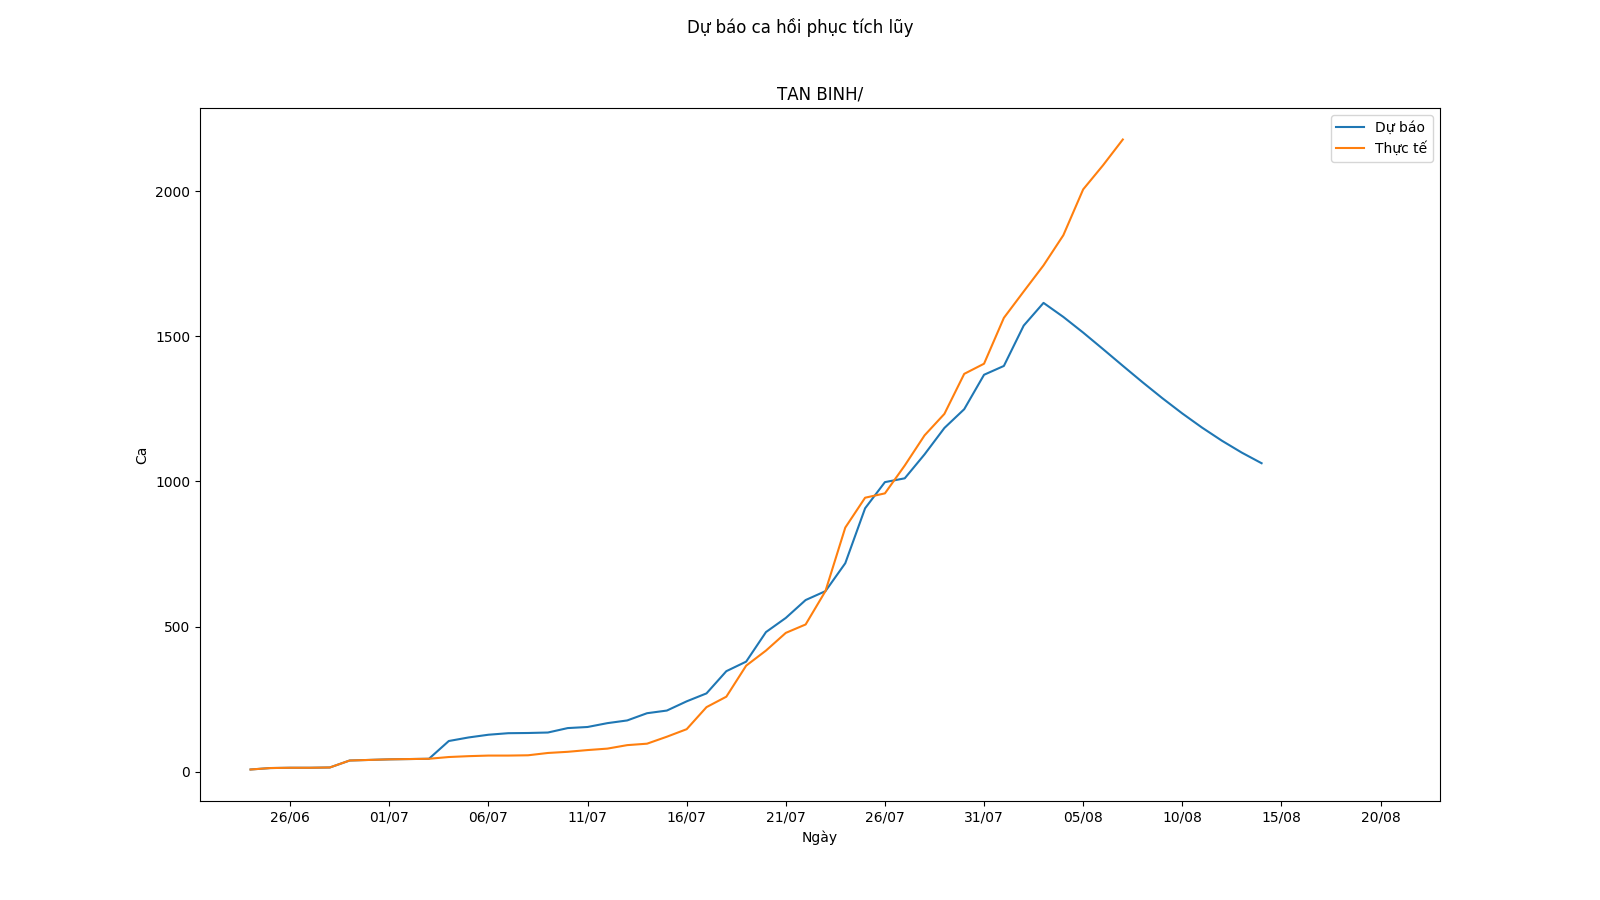 Dự báo ca hồi phục tích lũy
TAN BINH/
Dự báo
Thực tế
2000
1500
1000
500
0
Ca
26/06 01/07 06/07 11/07 16/07 21/07 26/07 31/07 05/08 10/08 15/08 20/08
Ngày